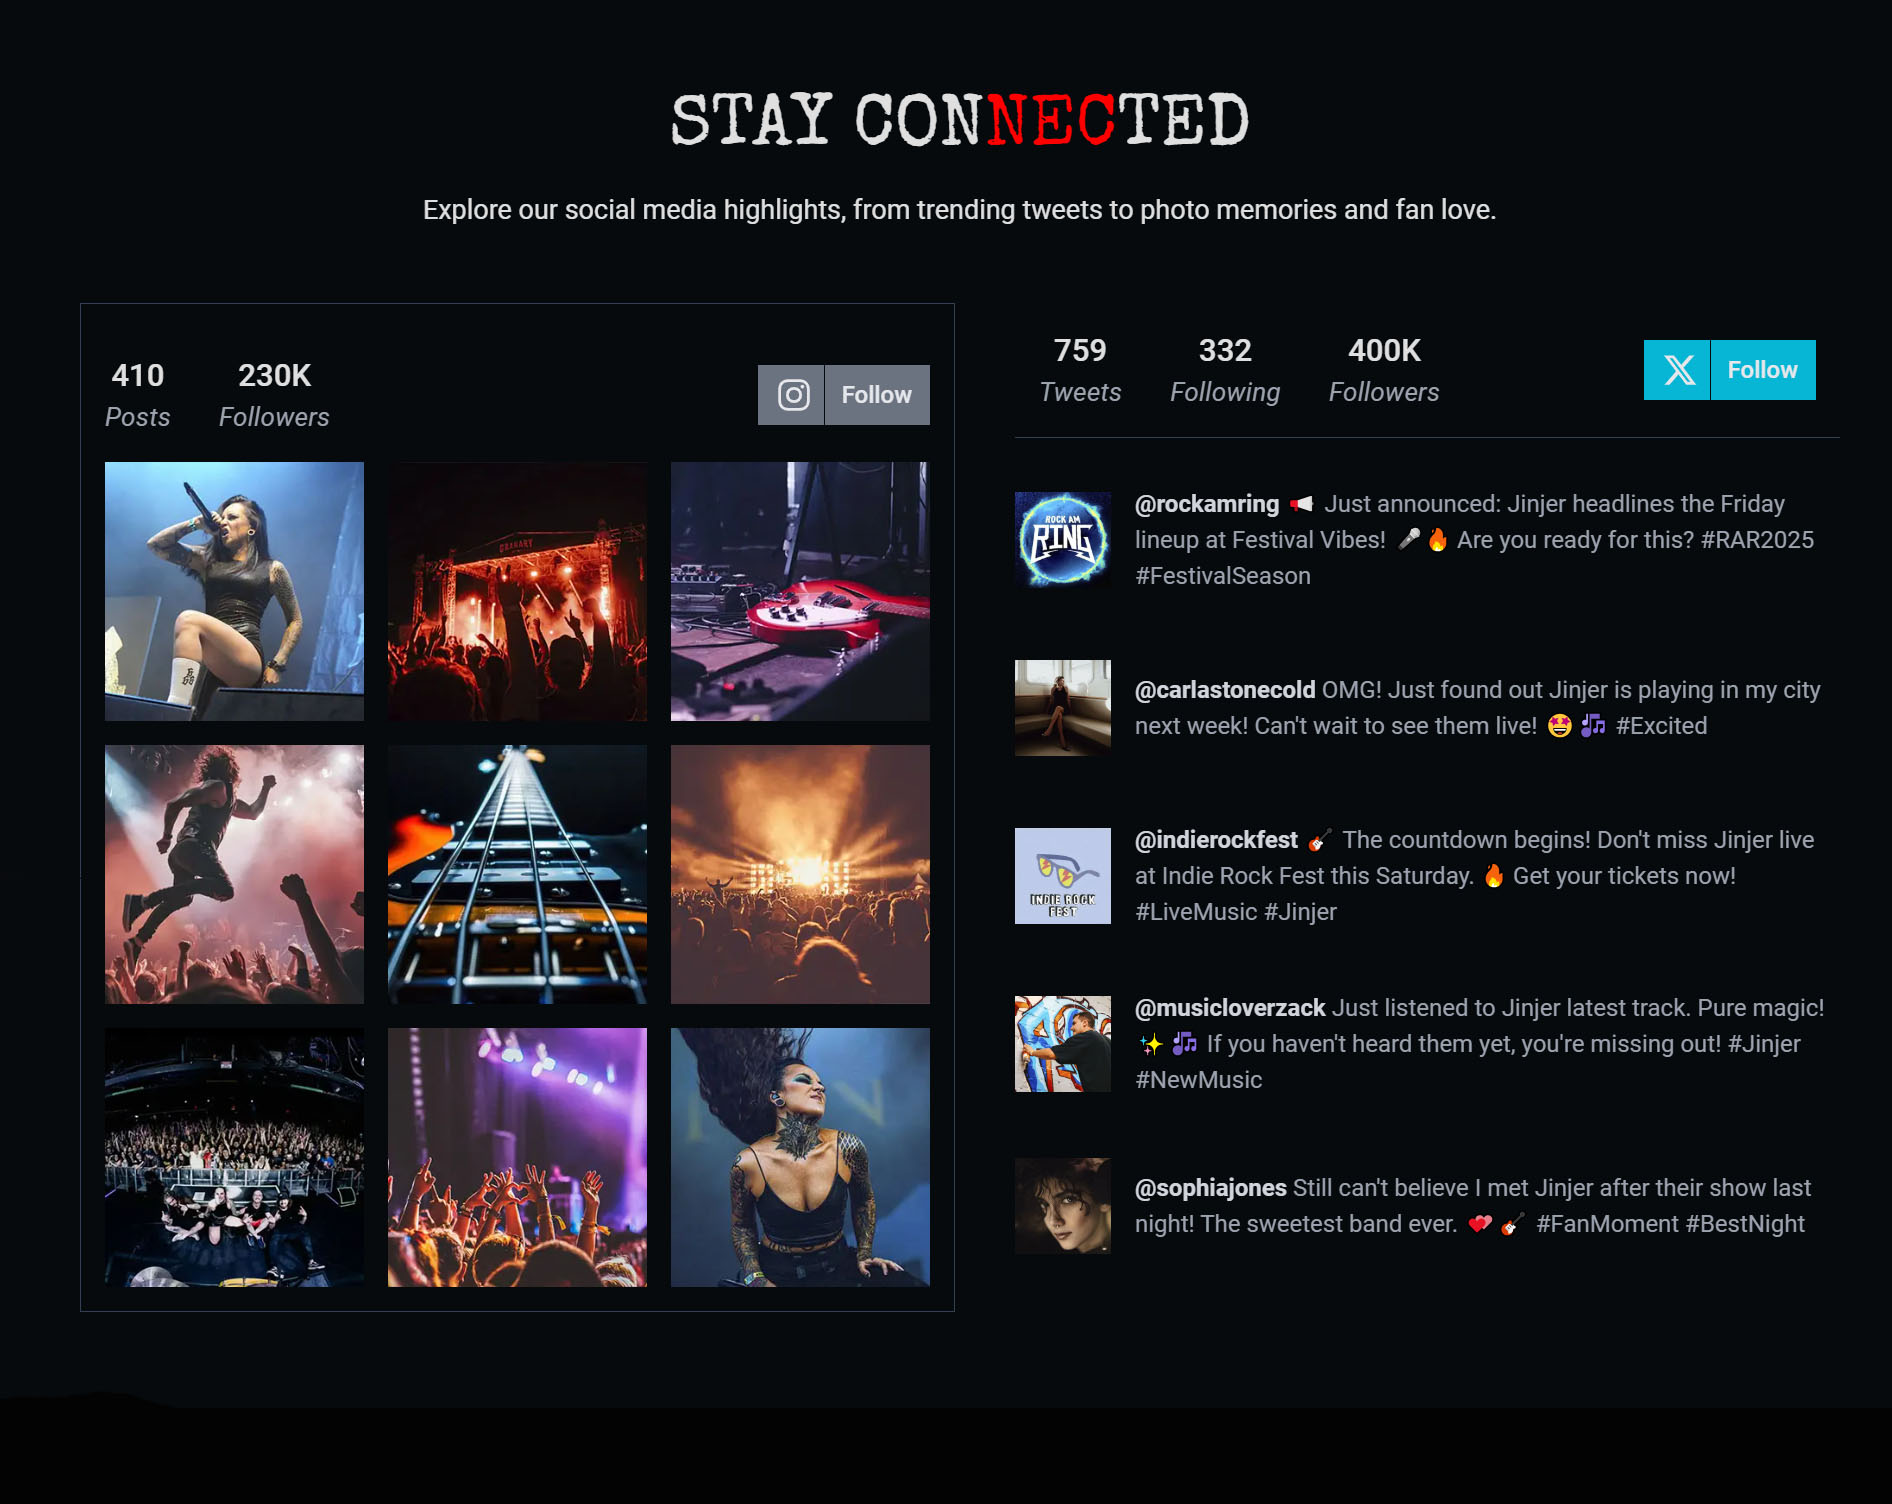 STAY CONNECTED
Explore our social media highlights, from trending tweets to photo memories and fan love.
410
Posts
230K
Followers
Follow
GRANARY
759
Tweets
332
Following
400K
Followers
Follow
ROCK AM
RING
@rockamring 📢 Just announced: Jinjer headlines the Friday
lineup at Festival Vibes! 🎤🔥 Are you ready for this? #RAR2025
#FestivalSeason
@carlastonecold OMG! Just found out Jinjer is playing in my city
next week! Can't wait to see them live! 🤩🎶 #Excited
INDIE ROCK
FEST
@indierockfest 🎸 The countdown begins! Don't miss Jinjer live
at Indie Rock Fest this Saturday. 🔥 Get your tickets now!
#LiveMusic #Jinjer
@musicloverzack Just listened to Jinjer latest track. Pure magic!
✨🎶 If you haven't heard them yet, you're missing out! #Jinjer
#NewMusic
@sophiajones Still can't believe I met Jinjer after their show last
night! The sweetest band ever. 💕🎸 #FanMoment #BestNight